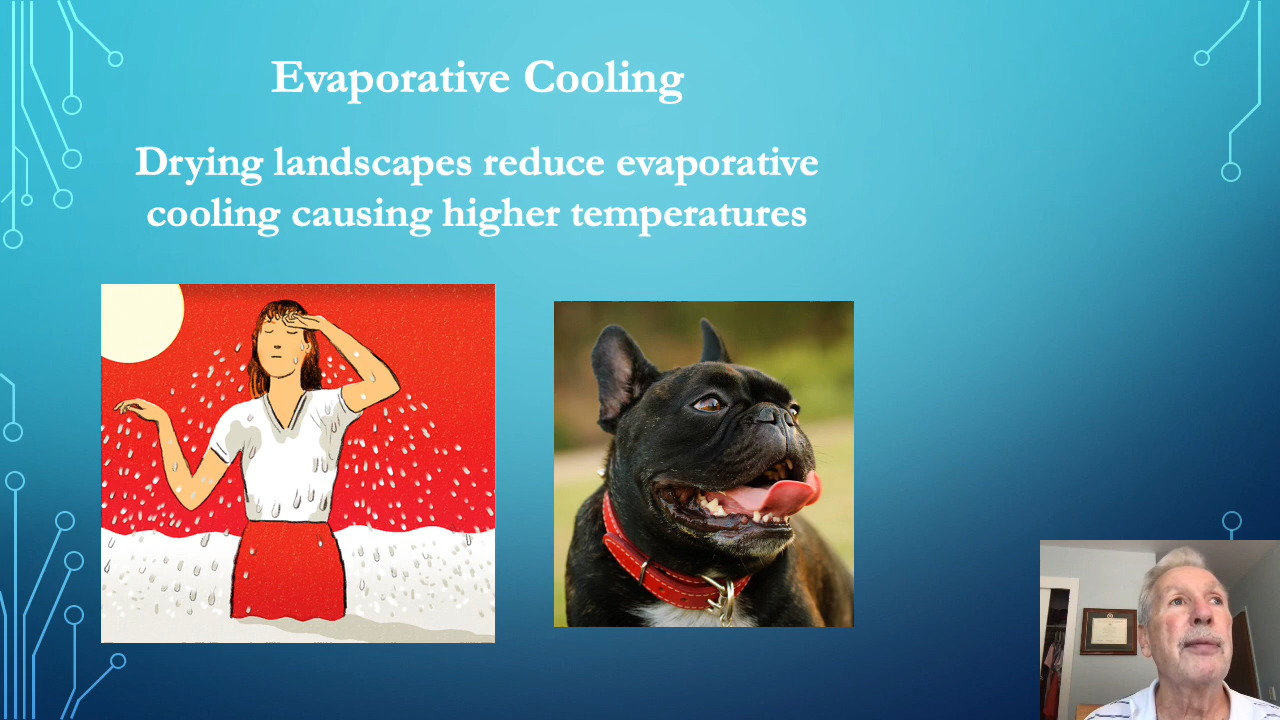 Evaporative Cooling
Drying landscapes reduce evaporative
cooling causing higher temperatures